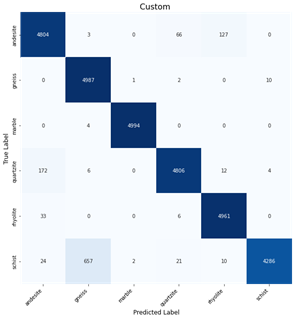 Custom
andesite 4804 3 0 66 127 0
gneiss 0 4987 1 2 0 10
marble 0 4 4994 0 0 0
quartzite 172 6 0 4806 12 4
rhyolite 33 0 0 6 4961 0
schist 24 657 2 21 10 4286
andesite gneiss marble quartzite rhyolite schist
True Label
Predicted Label